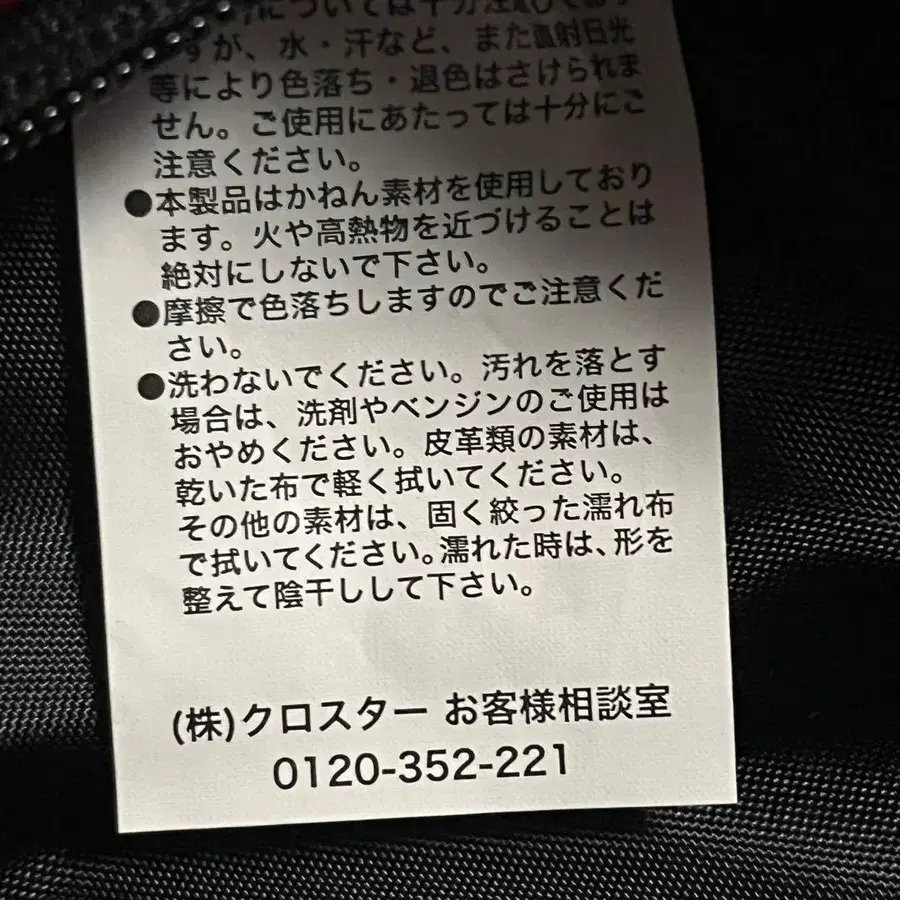 については十分注意
すが、水・汗など、また直射日光
等により色落ち・退色はさけられま
せん。ご使用にあたっては十分にご
注意ください。
●本製品はかねん素材を使用しており
ます。火や高熱物を近づけることは
絶対にしないで下さい。
●摩擦で色落ちしますのでご注意くだ
さい。
●洗わないでください。汚れを落とす
場合は、洗剤やベンジンのご使用は
おやめください。皮革類の素材は、
乾いた布で軽く拭いてください。
その他の素材は、固く絞った濡れ布
で拭いてください。濡れた時は、形を
整えて陰干しして下さい。
(株)クロスター お客様相談室
0120-352-221